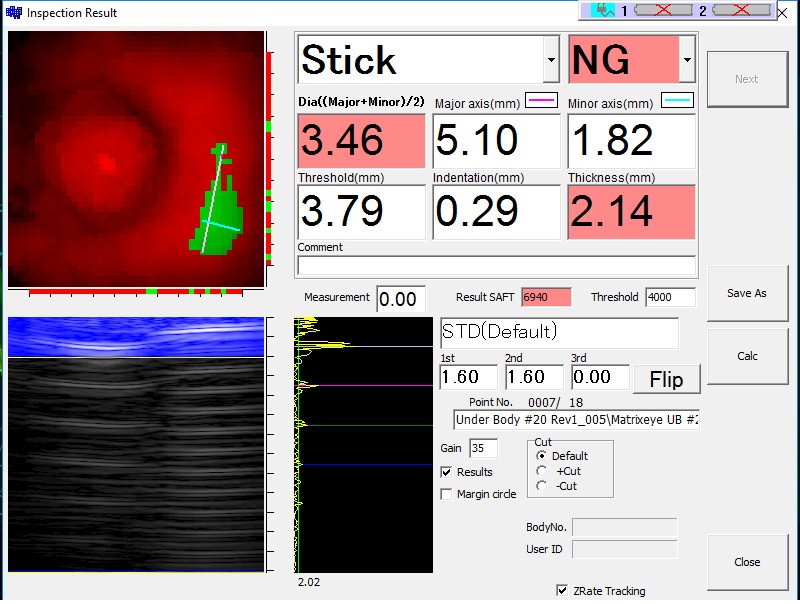 Inspection Result
1 2
Stick NG
Next
Dia((Major+Minor)/2) Major axis(mm) Minor axis(mm)
3.46 5.10 1.82
Threshold(mm) Indentation(mm) Thickness(mm)
3.79 0.29 2.14
Comment
Measurement 0.00 Result SAFT 6940 Threshold 4000
Save As
STD(Default)
Calc
1st 2nd 3rd
1.60 1.60 0.00 Flip
Point No. 0007/ 18
Under Body #20 Rev1_005\Matrixeye UB #2
Gain 35
Cut
Default
+Cut
-Cut
Results
Margin circle
BodyNo.
User ID
Close
2.02
ZRate Tracking